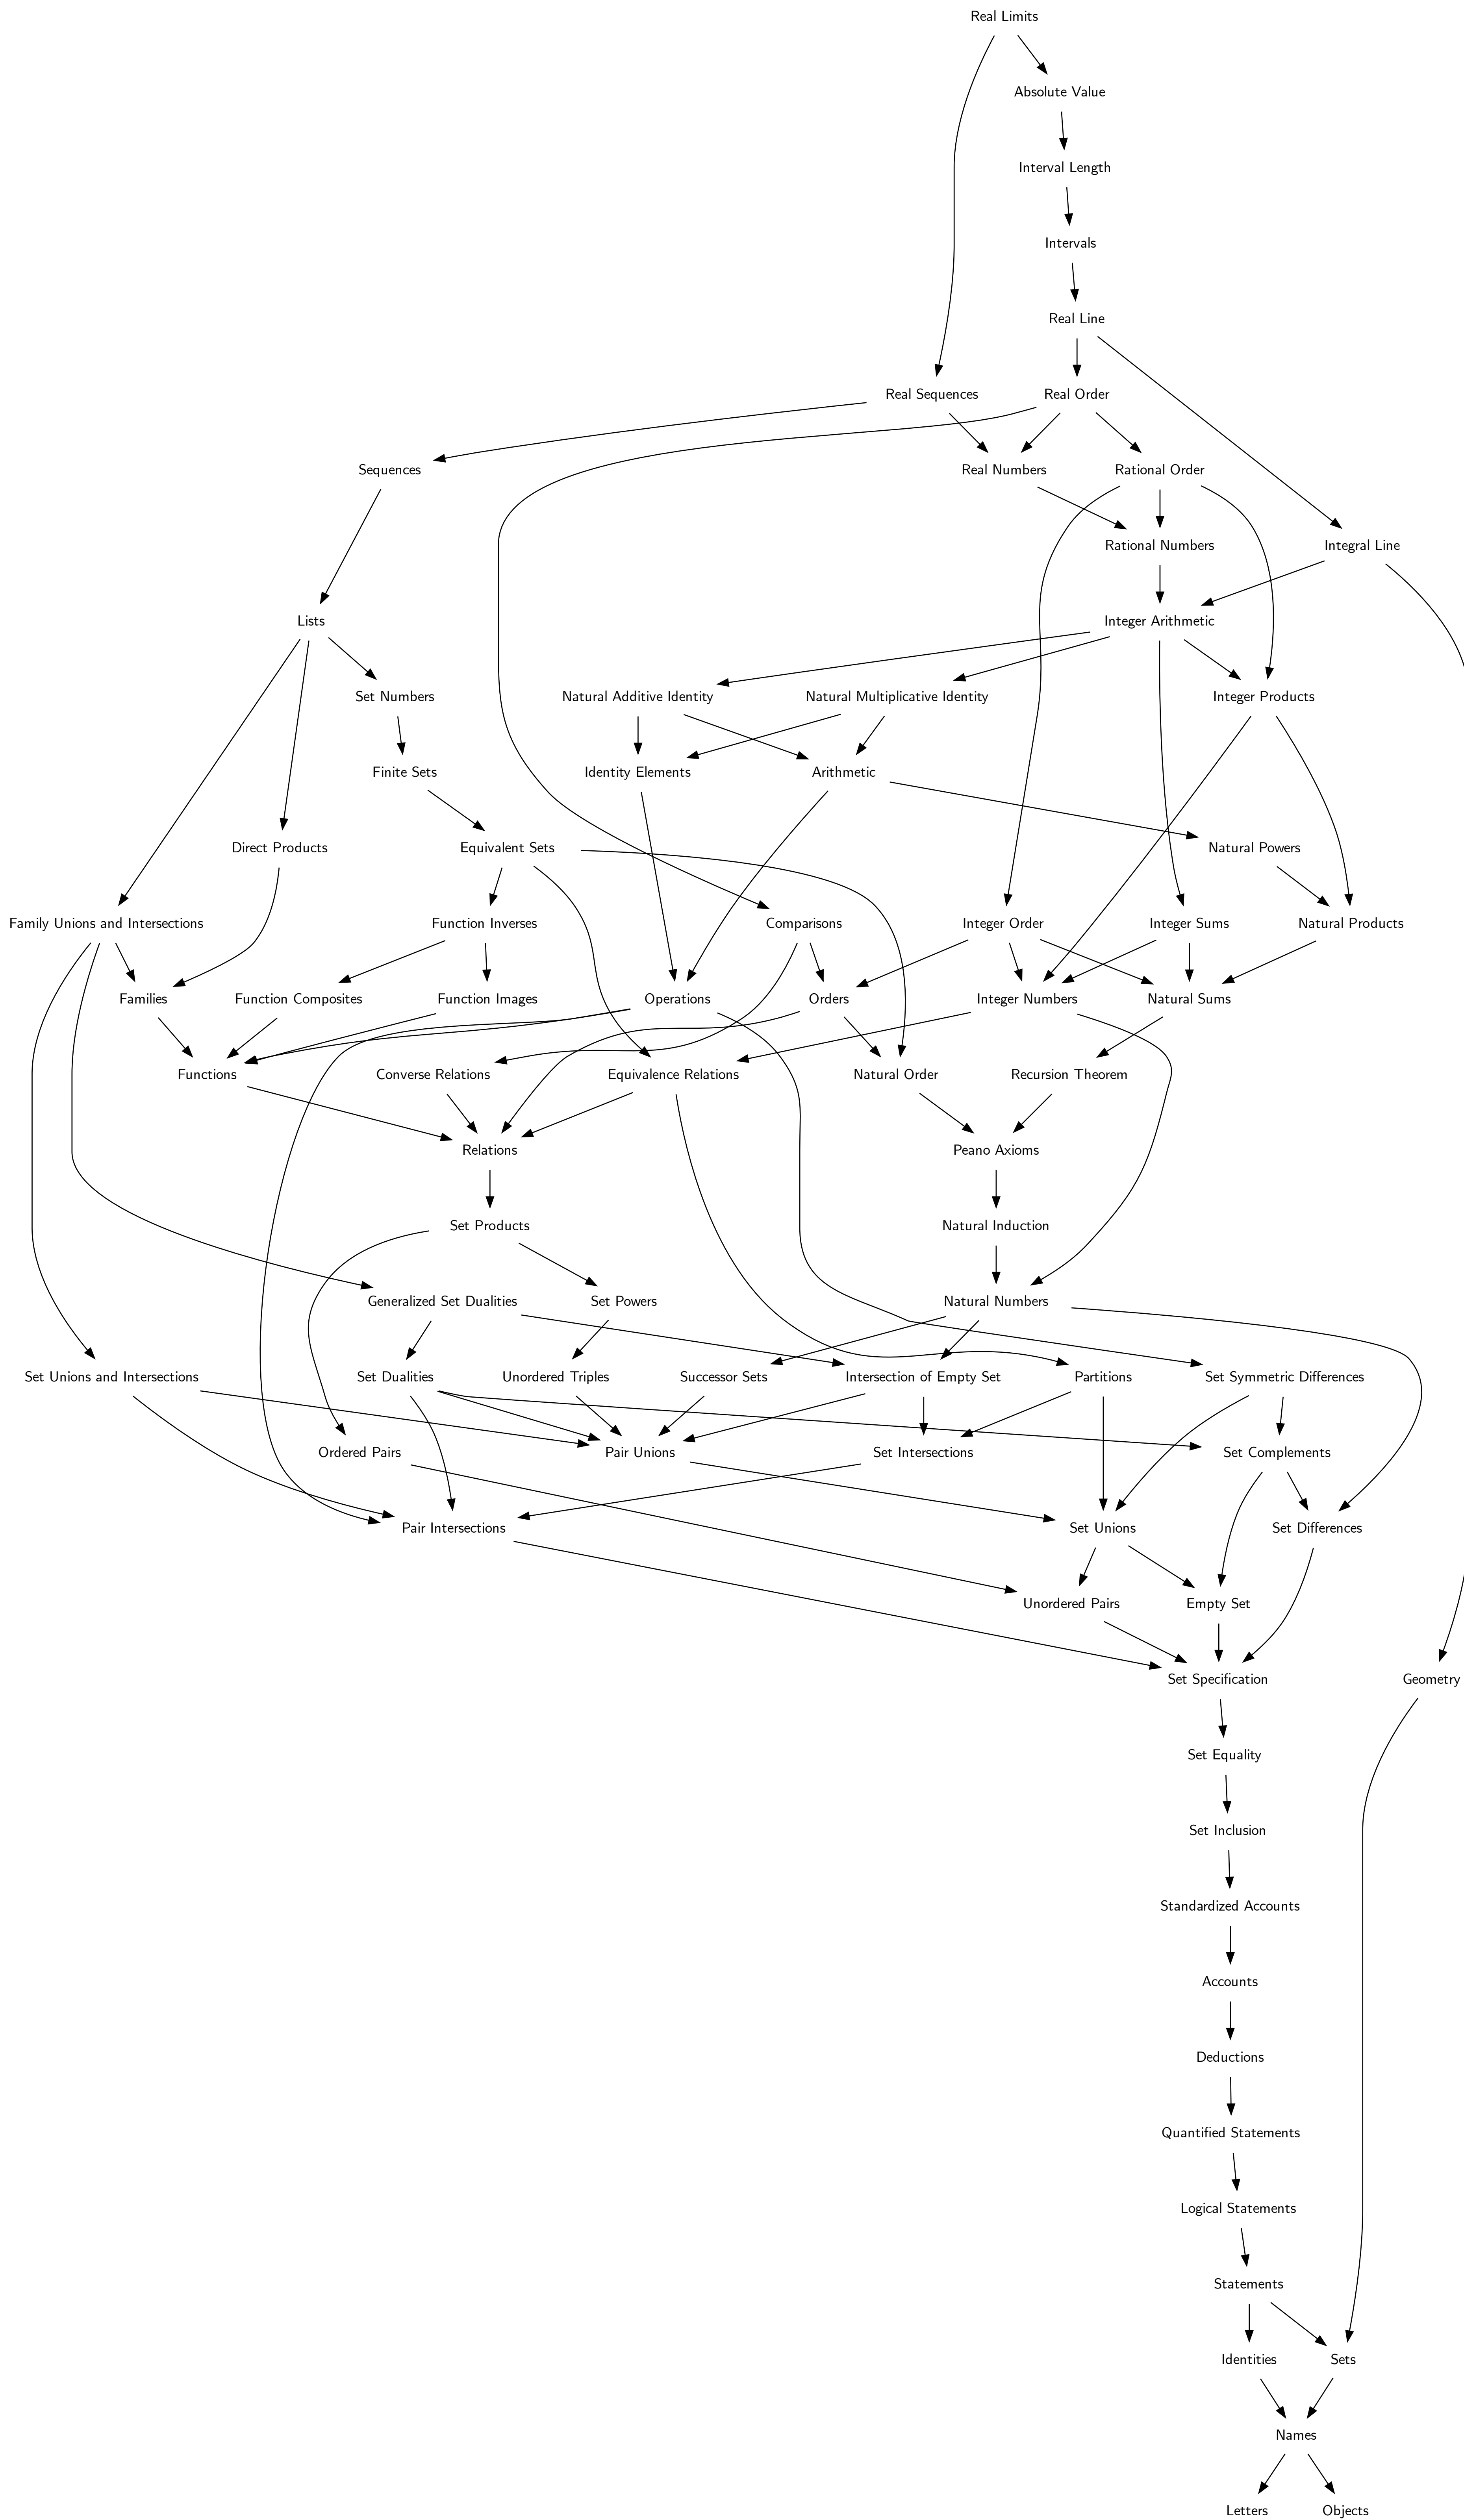 Real Limits
Absolute Value
Interval Length
Intervals
Real Line
Real Sequences
Real Order
Sequences
Real Numbers
Rational Order
Rational Numbers
Integral Line
Lists
Integer Arithmetic
Set Numbers
Natural Additive Identity
Natural Multiplicative Identity
Integer Products
Finite Sets
Identity Elements
Arithmetic
Direct Products
Equivalent Sets
Natural Powers
Family Unions and Intersections
Function Inverses
Comparisons
Integer Order
Integer Sums
Natural Products
Families
Function Composites
Function Images
Operations
Orders
Integer Numbers
Natural Sums
Functions
Converse Relations
Equivalence Relations
Natural Order
Recursion Theorem
Relations
Peano Axioms
Set Products
Natural Induction
Generalized Set Dualities
Set Powers
Natural Numbers
Set Unions and Intersections
Set Dualities
Unordered Triples
Successor Sets
Intersection of Empty Set
Partitions
Set Symmetric Differences
Ordered Pairs
Pair Unions
Set Intersections
Set Complements
Pair Intersections
Set Unions
Set Differences
Unordered Pairs
Empty Set
Set Specification
Geometry
Set Equality
Set Inclusion
Standardized Accounts
Accounts
Deductions
Quantified Statements
Logical Statements
Statements
Identities
Sets
Names
Letters
Objects